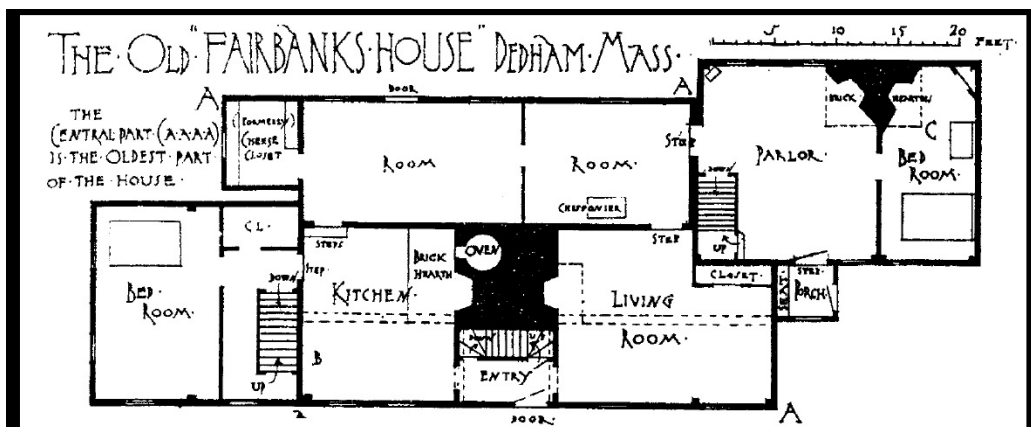 THE·OLD·"FAIRBANKS·HOUSE" DEDHAM·MASS·
5 10 15 20
FEET·
THE
CENTRAL·PART·(A·A·A·A)
IS·THE·OLDEST·PART
OF·THE·HOUSE·
A
DOOR
A
(FORMERLY)
CHEESE
CLOSET
ROOM
ROOM·
STEP
CHIFFONIER
STEP
PARLOR·
BRICK HEARTH
C
BED
ROOM·
DOWN
UP
CLOSET·
SEAT·
STEP
PORCH·
CL·
BED·
ROOM·
DOWN
UP
STEPS
STEP·
KITCHEN·
BRICK
HEARTH
OVEN
B
LIVING
ROOM·
DOWN
UP
ENTRY
DOOR·
A